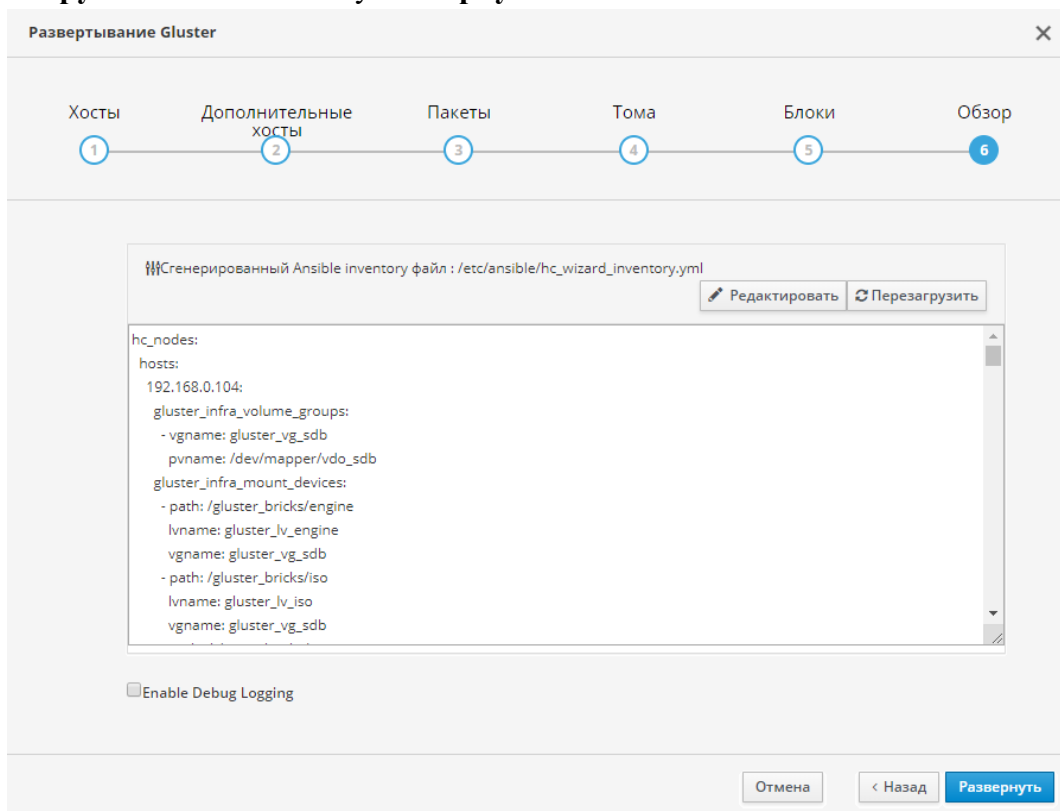 Развертывание Gluster
Хосты
Дополнительные
хосты
Пакеты
Тома
Блоки
Обзор
1
2
3
4
5
6
Сгенерированный Ansible inventory файл : /etc/ansible/hc_wizard_inventory.yml
Редактировать
Перезагрузить
hc_nodes:
hosts:
192.168.0.104:
gluster_infra_volume_groups:
- vgname: gluster_vg_sdb
pvname: /dev/mapper/vdo_sdb
gluster_infra_mount_devices:
- path: /gluster_bricks/engine
lvname: gluster_lv_engine
vgname: gluster_vg_sdb
- path: /gluster_bricks/iso
lvname: gluster_lv_iso
vgname: gluster_vg_sdb
Enable Debug Logging
Отмена
< Назад
Развернуть